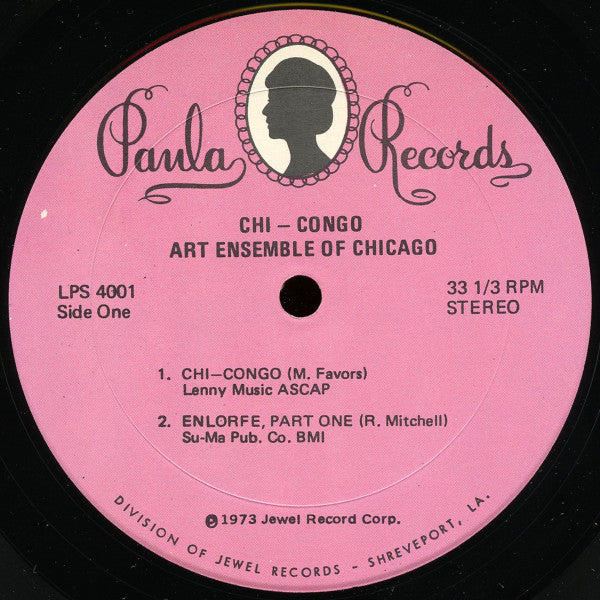 Paula Records
CHI – CONGO
ART ENSEMBLE OF CHICAGO
LPS 4001
Side One
33 1/3 RPM
STEREO
1. CHI–CONGO (M. Favors)
Lenny Music ASCAP
2. ENLORFE, PART ONE (R. Mitchell)
Su-Ma Pub. Co. BMI
℗1973 Jewel Record Corp.
DIVISION OF JEWEL RECORDS - SHREVEPORT, LA.